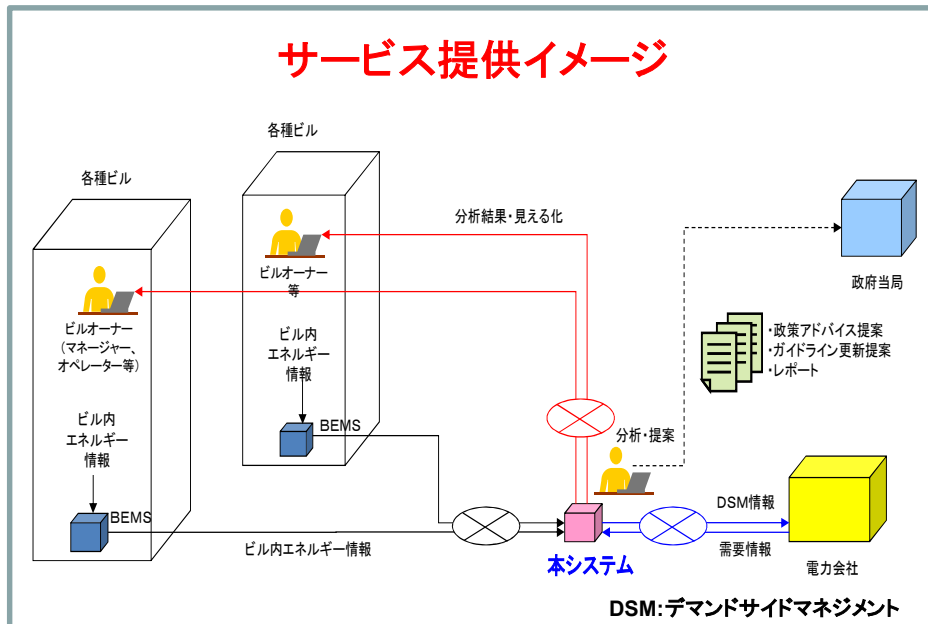 サービス提供イメージ
各種ビル
各種ビル
分析結果・見える化
ビルオーナー
等
政府当局
ビルオーナー
(マネージャー、
オペレーター等)
ビル内
エネルギー
情報
・政策アドバイス提案
・ガイドライン更新提案
・レポート
ビル内
エネルギー
情報
BEMS
分析・提案
BEMS
DSM情報
ビル内エネルギー情報
需要情報
本システム
電力会社
DSM:デマンドサイドマネジメント